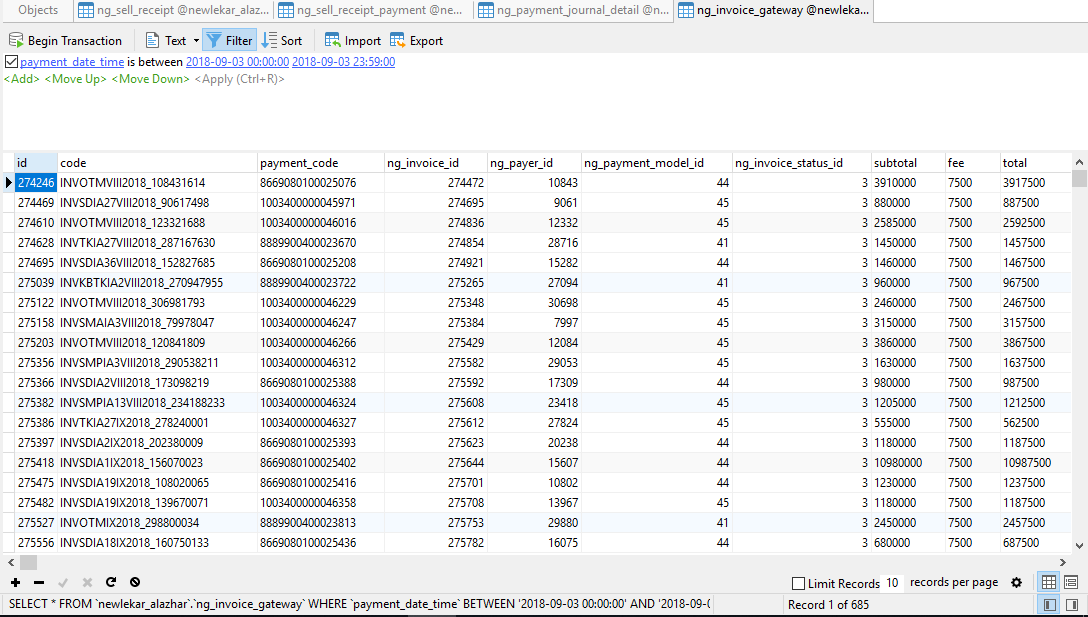 Objects ng_sell_receipt @newlekar_alaz... ng_sell_receipt_payment @ne... ng_payment_journal_detail @n... ng_invoice_gateway @newleka...
Begin Transaction Text Filter Sort Import Export
payment_date_time is between 2018-09-03 00:00:00 2018-09-03 23:59:00
<Add> <Move Up> <Move Down> <Apply (Ctrl+R)>
id code payment_code ng_invoice_id ng_payer_id ng_payment_model_id ng_invoice_status_id subtotal fee total
274246 INVOTMVIII2018_108431614 8669080100025076 274472 10843 44 3 3910000 7500 3917500
274469 INVSDIA27VIII2018_90617498 1003400000045971 274695 9061 45 3 880000 7500 887500
274610 INVOTMVIII2018_123321688 1003400000046016 274836 12332 45 3 2585000 7500 2592500
274628 INVTKIA27VIII2018_287167630 8889900400023670 274854 28716 41 3 1450000 7500 1457500
274695 INVSDIA36VIII2018_152827685 8669080100025208 274921 15282 44 3 1460000 7500 1467500
275039 INVKBTKIA2VIII2018_270947955 8889900400023722 275265 27094 41 3 960000 7500 967500
275122 INVOTMVIII2018_306981793 1003400000046229 275348 30698 45 3 2460000 7500 2467500
275158 INVSMAIA3VIII2018_79978047 1003400000046247 275384 7997 45 3 3150000 7500 3157500
275203 INVOTMVIII2018_120841809 1003400000046266 275429 12084 45 3 3860000 7500 3867500
275356 INVSMPIA3VIII2018_290538211 1003400000046312 275582 29053 45 3 1630000 7500 1637500
275366 INVSDIA2VIII2018_173098219 8669080100025388 275592 17309 44 3 980000 7500 987500
275382 INVSMPIA13VIII2018_234188233 1003400000046324 275608 23418 45 3 1205000 7500 1212500
275386 INVTKIA27IX2018_278240001 1003400000046327 275612 27824 45 3 555000 7500 562500
275397 INVSDIA2IX2018_202380009 8669080100025393 275623 20238 44 3 1180000 7500 1187500
275418 INVSDIA1IX2018_156070023 8669080100025402 275644 15607 44 3 10980000 7500 10987500
275475 INVSDIA19IX2018_108020065 8669080100025416 275701 10802 44 3 1230000 7500 1237500
275482 INVSDIA19IX2018_139670071 1003400000046358 275708 13967 45 3 1180000 7500 1187500
275527 INVOTMIX2018_298800034 8889900400023813 275753 29880 41 3 2450000 7500 2457500
275556 INVSDIA18IX2018_160750133 8669080100025436 275782 16075 44 3 680000 7500 687500
Limit Records 10 records per page
SELECT * FROM `newlekar_alazhar`.`ng_invoice_gateway` WHERE `payment_date_time` BETWEEN '2018-09-03 00:00:00' AND '2018-09-0 Record 1 of 685